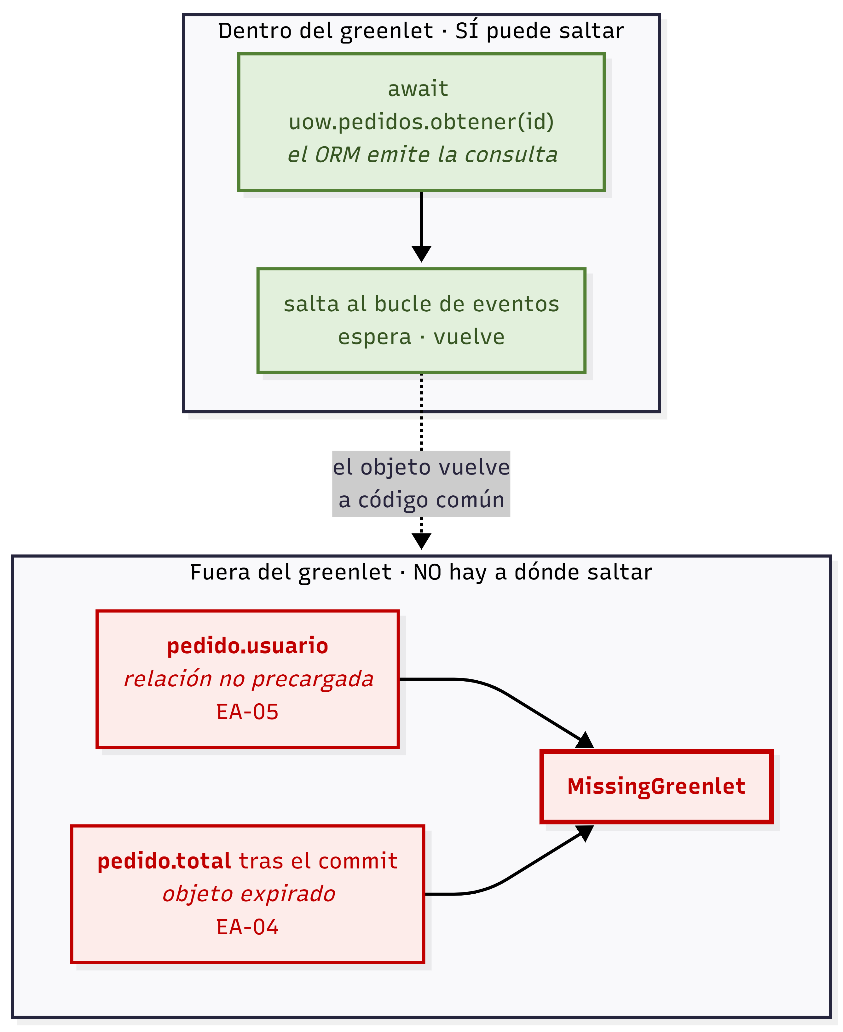 Dentro del greenlet · SÍ puede saltar
await
uow.pedidos.obtener(id)
el ORM emite la consulta
salta al bucle de eventos
espera · vuelve
el objeto vuelve
a código común
Fuera del greenlet · NO hay a dónde saltar
pedido.usuario
relación no precargada
EA-05
MissingGreenlet
pedido.total tras el commit
objeto expirado
EA-04